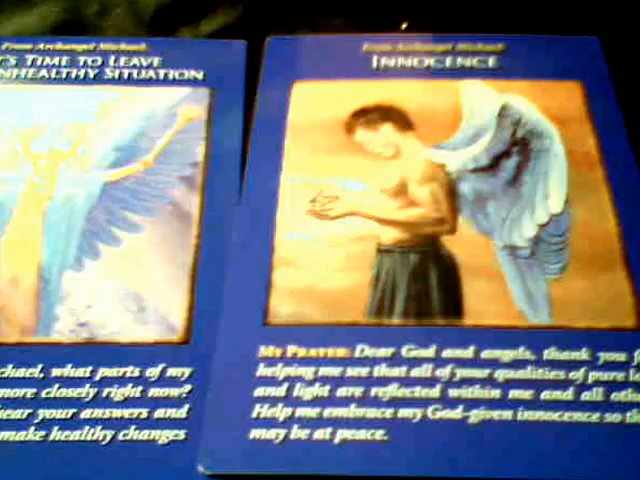 From Archangel Michael:
'S TIME TO LEAVE
NHEALTHY SITUATION
chael, what parts of my
more closely right now?
hear your answers and
make healthy changes
From Archangel Michael:
INNOCENCE
MY PRAYER: Dear God and angels, thank you f
helping me see that all of your qualities of pure l
and light are reflected within me and all oth
Help me embrace my God-given innocence so th
may be at peace.